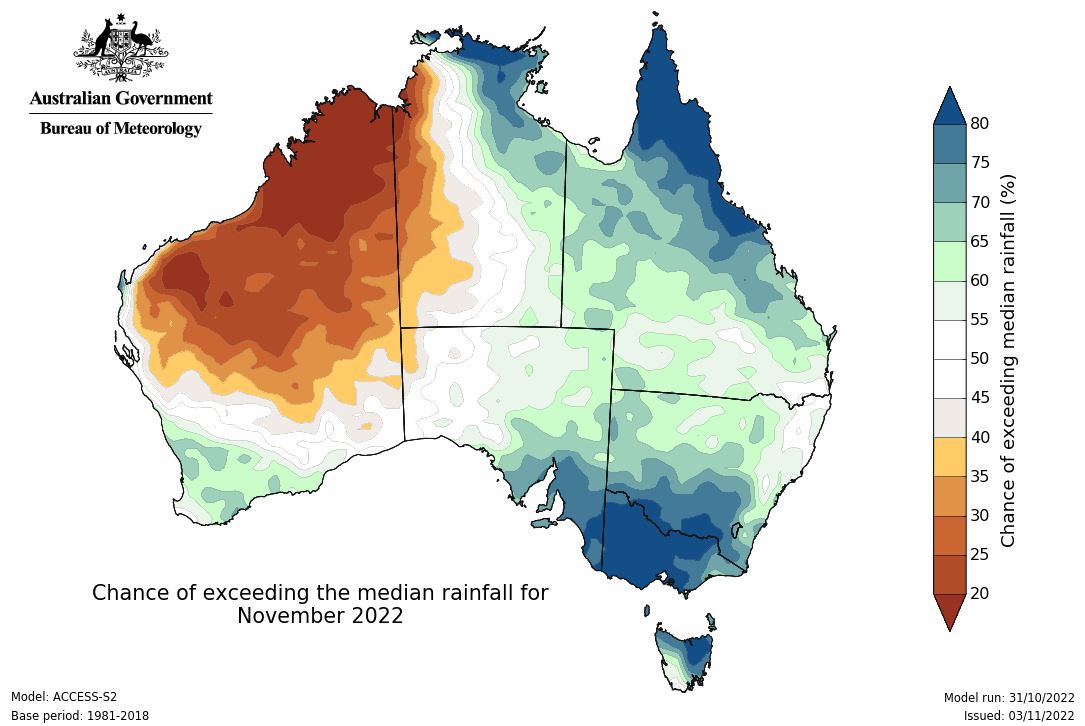 Australian Government
Bureau of Meteorology
80
75
70
65
60
55
50
45
40
35
30
25
20
Chance of exceeding median rainfall (%)
Chance of exceeding the median rainfall for
November 2022
Model: ACCESS-S2
Base period: 1981-2018
Model run: 31/10/2022
Issued: 03/11/2022